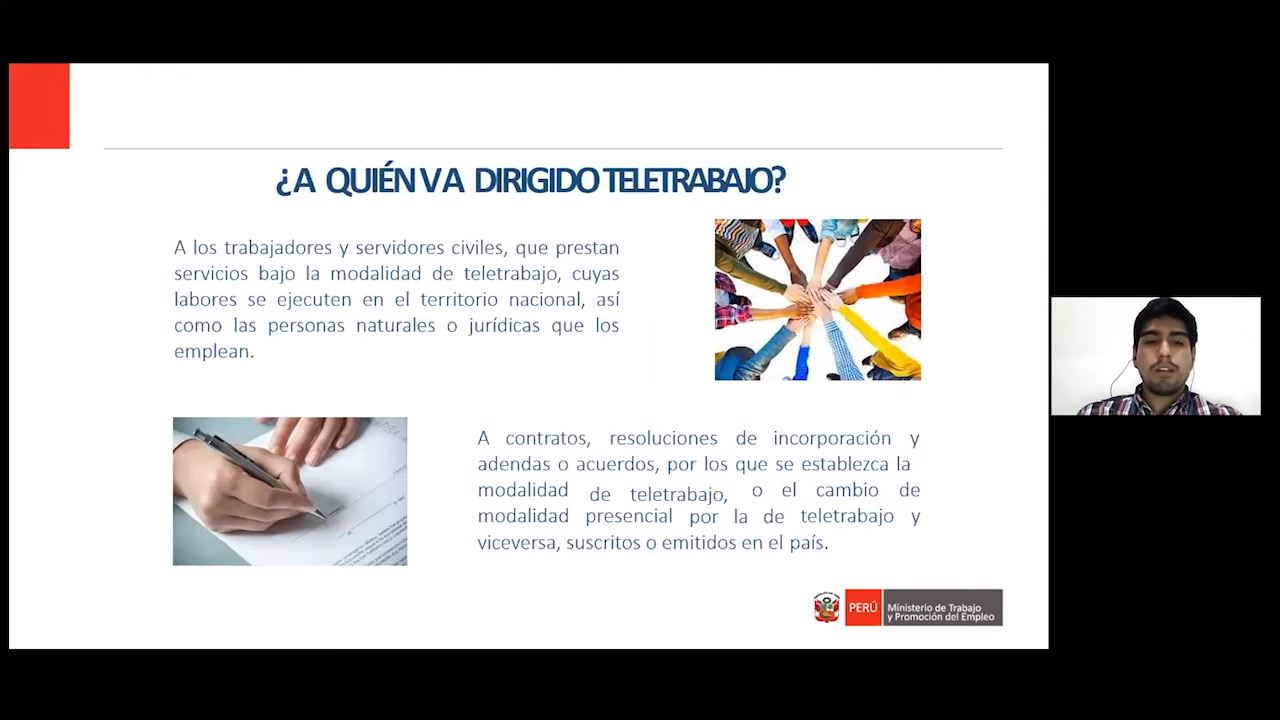 ¿A QUIÉN VA DIRIGIDO TELETRABAJO?
A los trabajadores y servidores civiles, que prestan
servicios bajo la modalidad de teletrabajo, cuyas
labores se ejecuten en el territorio nacional, así
como las personas naturales o jurídicas que los
emplean.
A contratos, resoluciones de incorporación y
adendas o acuerdos, por los que se establezca la
modalidad de teletrabajo, o el cambio de
modalidad presencial por la de teletrabajo y
viceversa, suscritos o emitidos en el país.
PERÚ
Ministerio de Trabajo
y Promoción del Empleo